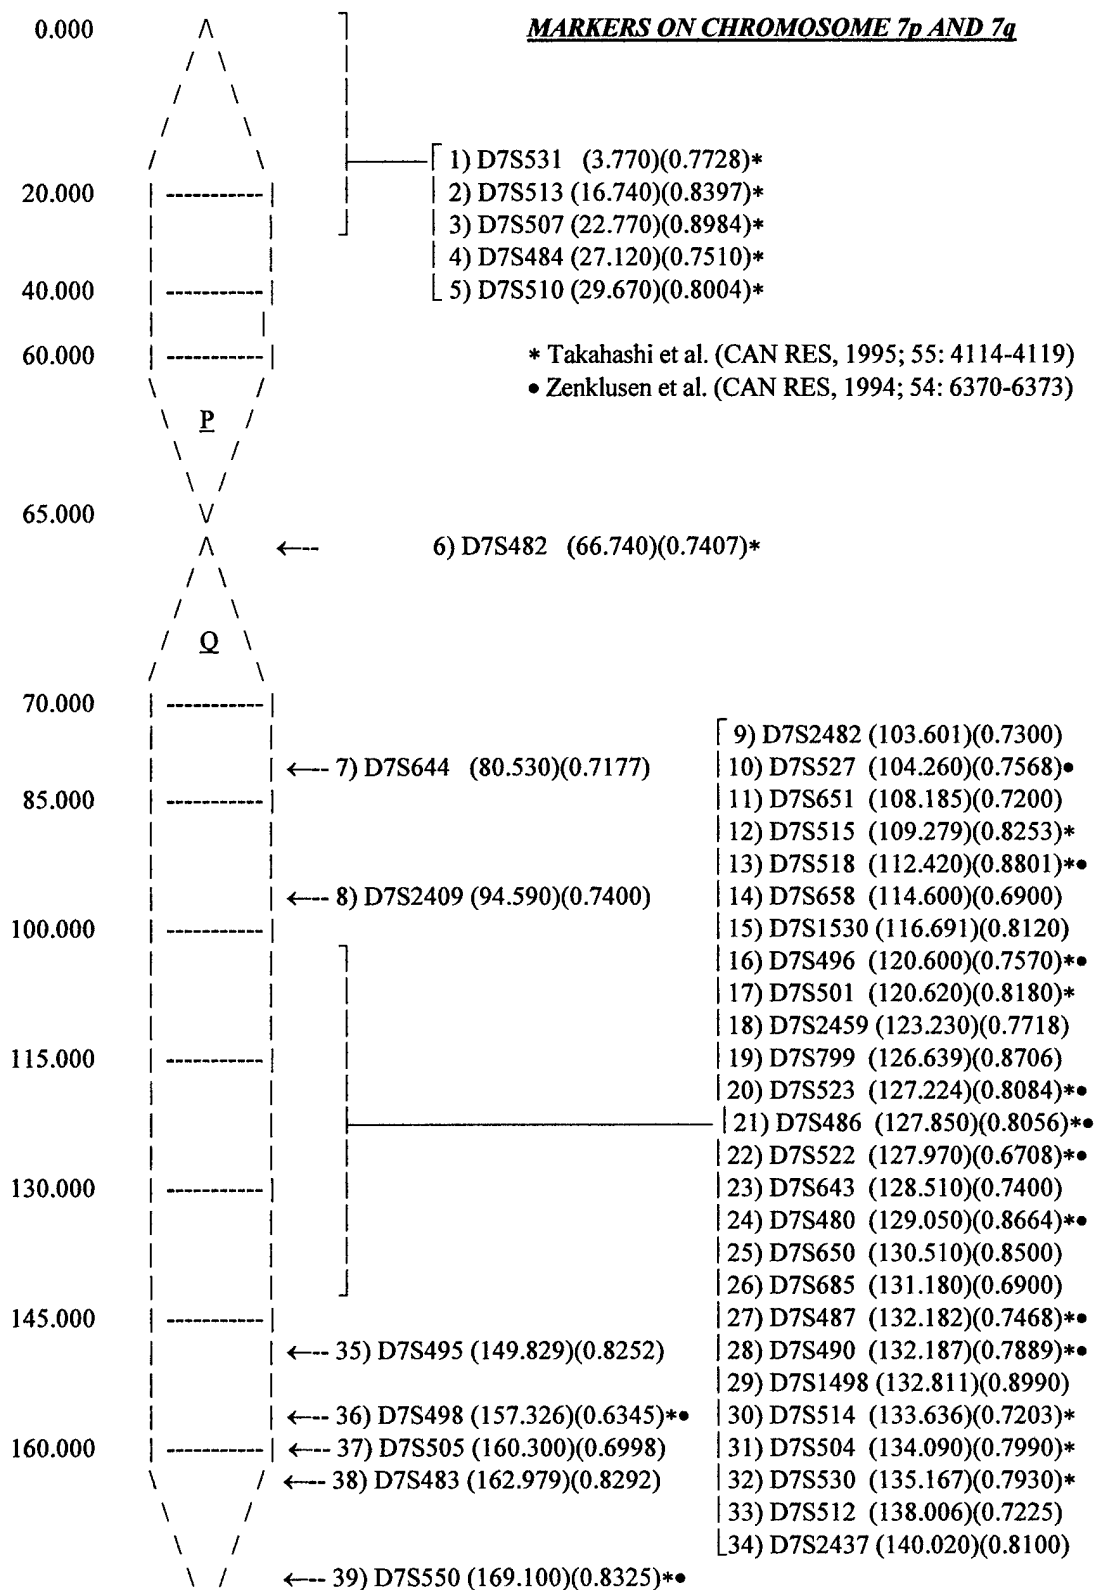 MARKERS ON CHROMOSOME 7p AND 7q
0.000
1) D7S531 (3.770)(0.7728)*
20.000
2) D7S513 (16.740)(0.8397)*
3) D7S507 (22.770)(0.8984)*
4) D7S484 (27.120)(0.7510)*
40.000
5) D7S510 (29.670)(0.8004)*
60.000
* Takahashi et al. (CAN RES, 1995; 55: 4114-4119)
• Zenklusen et al. (CAN RES, 1994; 54: 6370-6373)
P
65.000
←-- 6) D7S482 (66.740)(0.7407)*
Q
70.000
←-- 7) D7S644 (80.530)(0.7177)
85.000
←-- 8) D7S2409 (94.590)(0.7400)
100.000
115.000
130.000
145.000
9) D7S2482 (103.601)(0.7300)
10) D7S527 (104.260)(0.7568)•
11) D7S651 (108.185)(0.7200)
12) D7S515 (109.279)(0.8253)*
13) D7S518 (112.420)(0.8801)*•
14) D7S658 (114.600)(0.6900)
15) D7S1530 (116.691)(0.8120)
16) D7S496 (120.600)(0.7570)*•
17) D7S501 (120.620)(0.8180)*
18) D7S2459 (123.230)(0.7718)
19) D7S799 (126.639)(0.8706)
20) D7S523 (127.224)(0.8084)*•
21) D7S486 (127.850)(0.8056)*•
22) D7S522 (127.970)(0.6708)*•
23) D7S643 (128.510)(0.7400)
24) D7S480 (129.050)(0.8664)*•
25) D7S650 (130.510)(0.8500)
26) D7S685 (131.180)(0.6900)
27) D7S487 (132.182)(0.7468)*•
28) D7S490 (132.187)(0.7889)*•
29) D7S1498 (132.811)(0.8990)
30) D7S514 (133.636)(0.7203)*
31) D7S504 (134.090)(0.7990)*
32) D7S530 (135.167)(0.7930)*
33) D7S512 (138.006)(0.7225)
34) D7S2437 (140.020)(0.8100)
←-- 35) D7S495 (149.829)(0.8252)
←-- 36) D7S498 (157.326)(0.6345)*•
160.000
←-- 37) D7S505 (160.300)(0.6998)
←-- 38) D7S483 (162.979)(0.8292)
←-- 39) D7S550 (169.100)(0.8325)*•